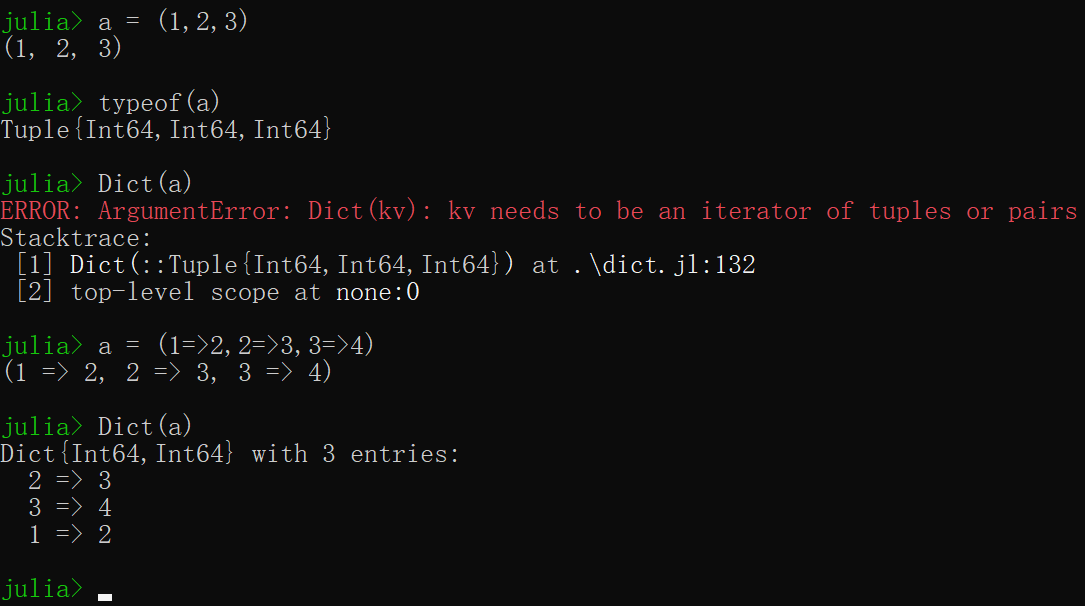 julia> a = (1,2,3)
(1, 2, 3)
julia> typeof(a)
Tuple{Int64,Int64,Int64}
julia> Dict(a)
ERROR: ArgumentError: Dict(kv): kv needs to be an iterator of tuples or pairs
Stacktrace:
 [1] Dict(::Tuple{Int64,Int64,Int64}) at .\dict.jl:132
 [2] top-level scope at none:0
julia> a = (1=>2,2=>3,3=>4)
(1 => 2, 2 => 3, 3 => 4)
julia> Dict(a)
Dict{Int64,Int64} with 3 entries:
  2 => 3
  3 => 4
  1 => 2
julia>